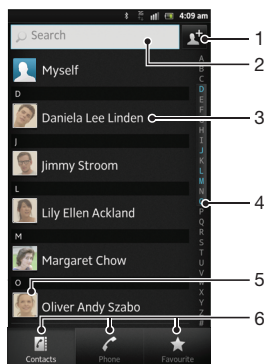 4:09 am
Search
1
2
Myself
D
Daniela Lee Linden
3
J
Jimmy Stroom
L
Lily Ellen Ackland
4
M
Margaret Chow
O
5
Oliver Andy Szabo
6
A
B
C
D
E
F
G
H
I
J
K
L
M
N
O
P
Q
R
S
T
U
V
W
X
Y
Z
#
Contacts
Phone
Favourite